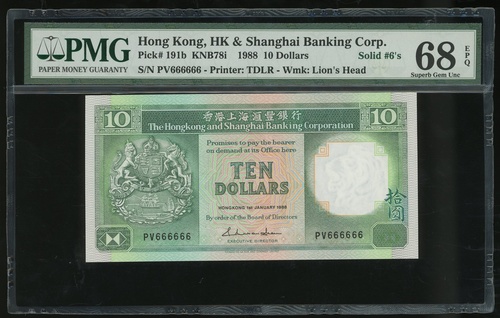 PMG
PAPER MONEY GUARANTY
Hong Kong, HK & Shanghai Banking Corp.
Pick# 191b KNB78i 1988 10 Dollars Solid #6's
S/N PV666666 - Printer: TDLR - Wmk: Lion's Head
68 EPQ
Superb Gem Unc
10
香港上海滙豐銀行
The Hongkong and Shanghai Banking Corporation
10
Promises to pay the bearer
on demand at its Office here
TEN
DOLLARS
HONGKONG 1st JANUARY 1988
By order of the Board of Directors
拾圓
PV666666
PV666666
EXECUTIVE DIRECTOR